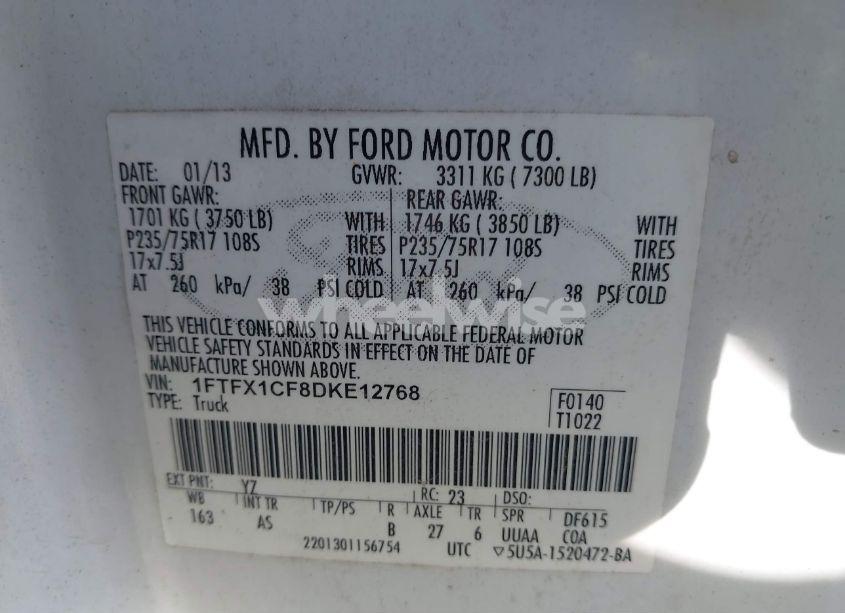 MFD. BY FORD MOTOR CO.
DATE: 01/13 GVWR: 3311 KG ( 7300 LB)
FRONT GAWR: REAR GAWR:
1701 KG ( 3750 LB) WITH 1746 KG ( 3850 LB) WITH
P235/75R17 108S TIRES P235/75R17 108S TIRES
17x7.5J RIMS 17x7.5J RIMS
AT 260 kPa/ 38 PSI COLD AT 260 kPa/ 38 PSI COLD
wheelwise
THIS VEHICLE CONFORMS TO ALL APPLICABLE FEDERAL MOTOR
VEHICLE SAFETY STANDARDS IN EFFECT ON THE DATE OF
MANUFACTURE SHOWN ABOVE.
VIN: 1FTFX1CF8DKE12768
TYPE: Truck
F0140
T1022
EXT PNT: YZ RC: 23 DSO:
WB INT TR TP/PS R AXLE TR SPR DF615
163 AS B 27 6 UUAA COA
2201301156754 UTC ▽5U5A-1520472-BA